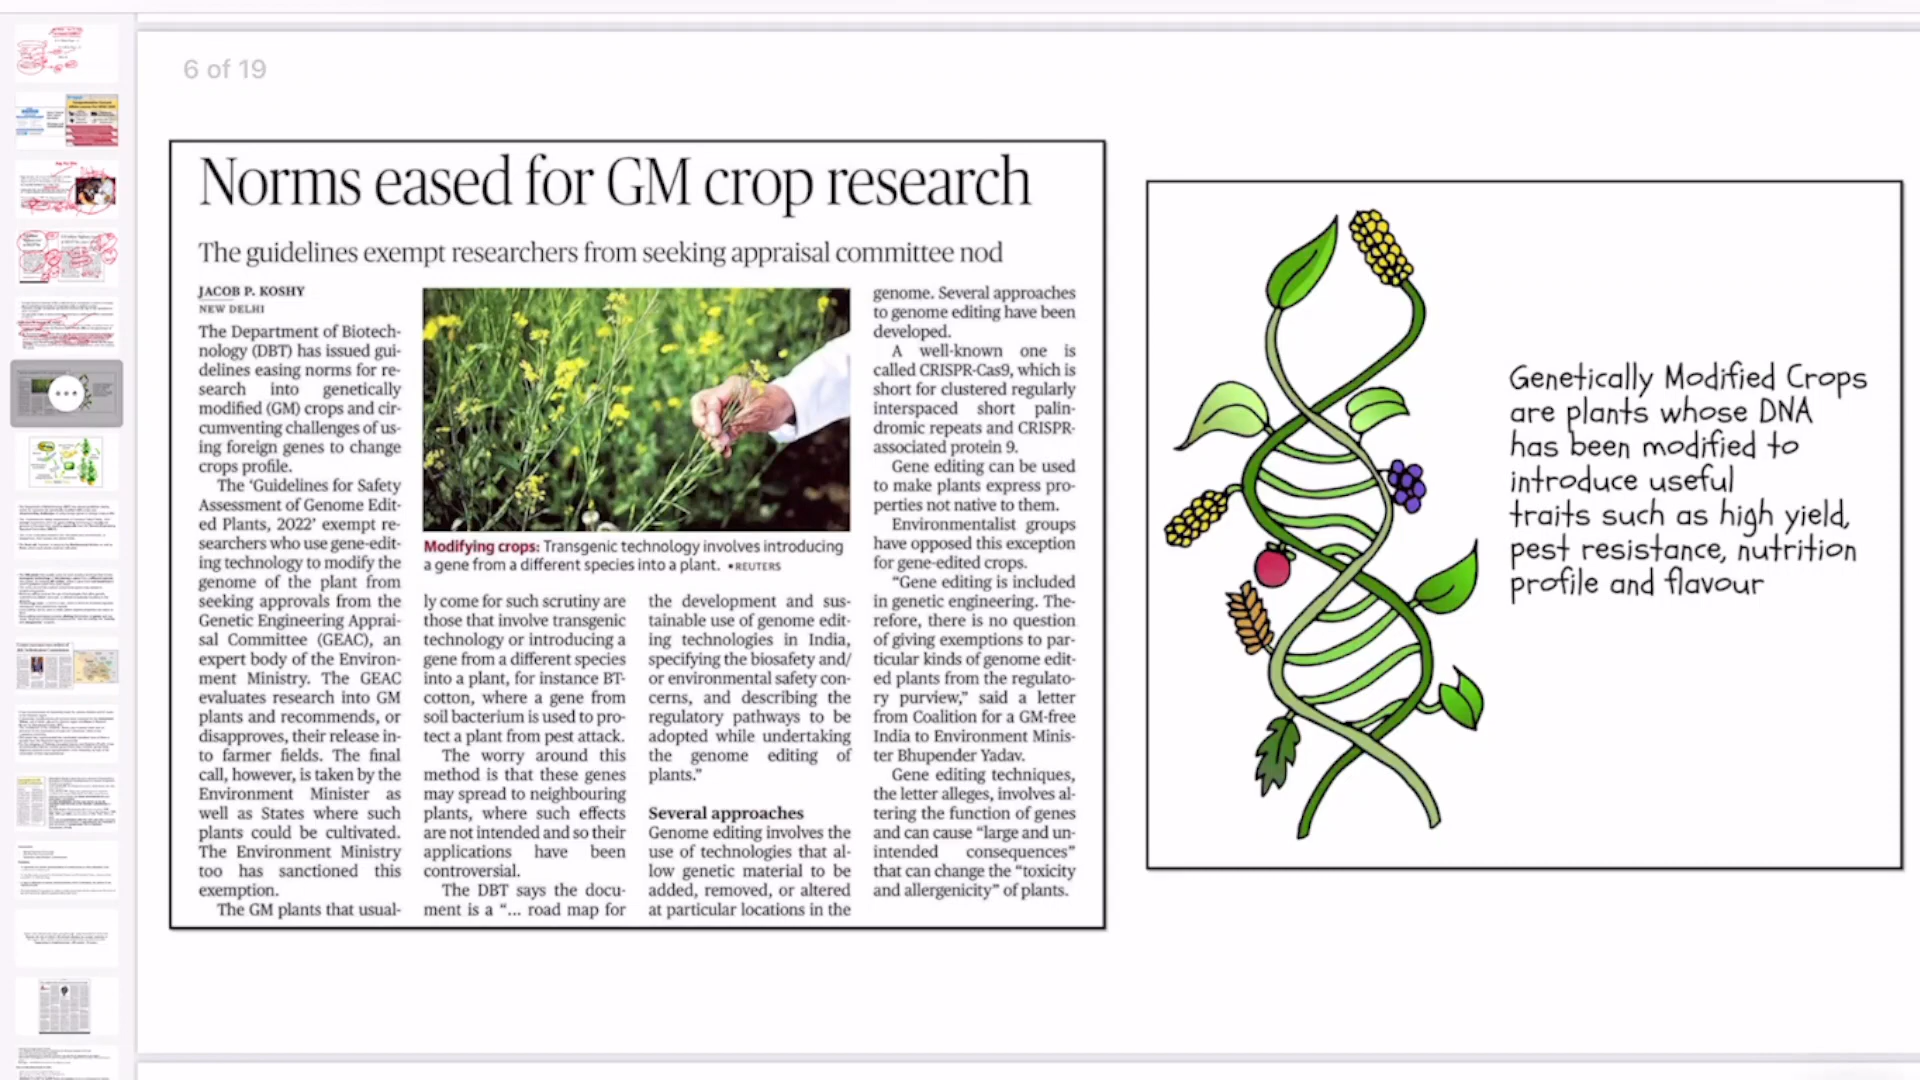 6 of 19
Norms eased for GM crop research
The guidelines exempt researchers from seeking appraisal committee nod
JACOB P. KOSHY
NEW DELHI
The Department of Biotech-
nology (DBT) has issued gui-
delines easing norms for re-
search into genetically
modified (GM) crops and cir-
cumventing challenges of us-
ing foreign genes to change
crops profile.
The ‘Guidelines for Safety
Assessment of Genome Edit-
ed Plants, 2022’ exempt re-
searchers who use gene-edit-
ing technology to modify the
genome of the plant from
seeking approvals from the
Genetic Engineering Apprai-
sal Committee (GEAC), an
expert body of the Environ-
ment Ministry. The GEAC
evaluates research into GM
plants and recommends, or
disapproves, their release in-
to farmer fields. The final
call, however, is taken by the
Environment Minister as
well as States where such
plants could be cultivated.
The Environment Ministry
too has sanctioned this
exemption.
The GM plants that usual-
Modifying crops: Transgenic technology involves introducing
a gene from a different species into a plant. •REUTERS
ly come for such scrutiny are
those that involve transgenic
technology or introducing a
gene from a different species
into a plant, for instance BT-
cotton, where a gene from
soil bacterium is used to pro-
tect a plant from pest attack.
The worry around this
method is that these genes
may spread to neighbouring
plants, where such effects
are not intended and so their
applications have been
controversial.
The DBT says the docu-
ment is a “... road map for
the development and sus-
tainable use of genome edit-
ing technologies in India,
specifying the biosafety and/
or environmental safety con-
cerns, and describing the
regulatory pathways to be
adopted while undertaking
the genome editing of
plants.”
Several approaches
Genome editing involves the
use of technologies that al-
low genetic material to be
added, removed, or altered
at particular locations in the
genome. Several approaches
to genome editing have been
developed.
A well-known one is
called CRISPR-Cas9, which is
short for clustered regularly
interspaced short palin-
dromic repeats and CRISPR-
associated protein 9.
Gene editing can be used
to make plants express pro-
perties not native to them.
Environmentalist groups
have opposed this exception
for gene-edited crops.
“Gene editing is included
in genetic engineering. The-
refore, there is no question
of giving exemptions to par-
ticular kinds of genome edit-
ed plants from the regulato-
ry purview,” said a letter
from Coalition for a GM-free
India to Environment Minis-
ter Bhupender Yadav.
Gene editing techniques,
the letter alleges, involves al-
tering the function of genes
and can cause “large and un-
intended consequences”
that can change the “toxicity
and allergenicity” of plants.
Genetically Modified Crops
are plants whose DNA
has been modified to
introduce useful
traits such as high yield,
pest resistance, nutrition
profile and flavour